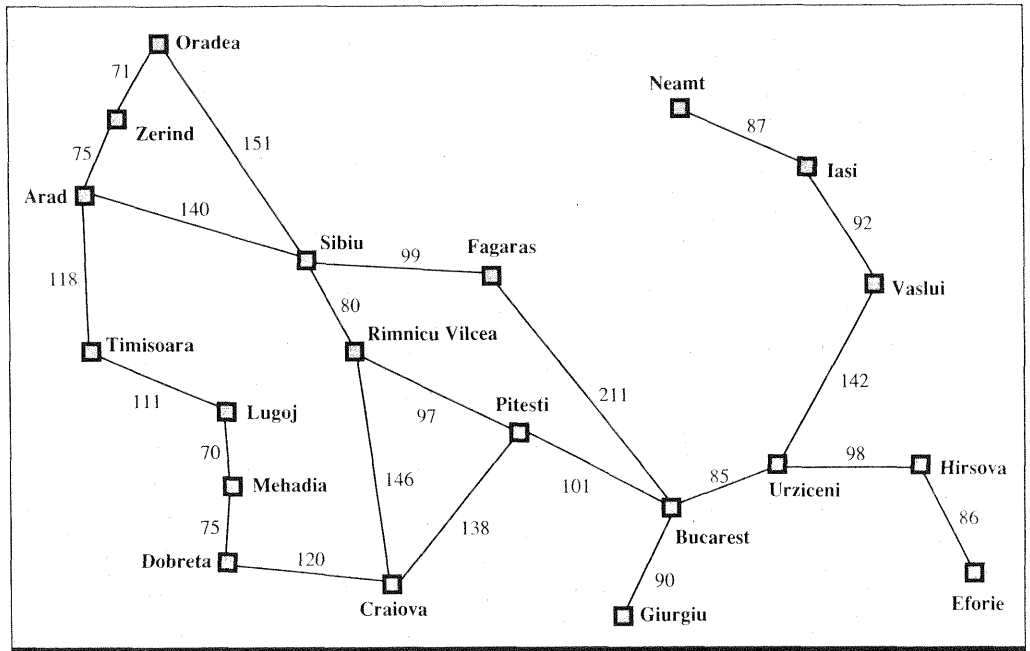 Oradea
71
Neamt
87
Zerind
151
75
Iasi
Arad
140
92
Sibiu
99
Fagaras
118
Vaslui
80
Rimnicu Vilcea
Timisoara
142
111
211
Lugoj
97
Pitesti
70
98
Hirsova
Mehadia
146
101
85
Urziceni
75
138
Bucarest
86
Dobreta
120
90
Craiova
Giurgiu
Eforie